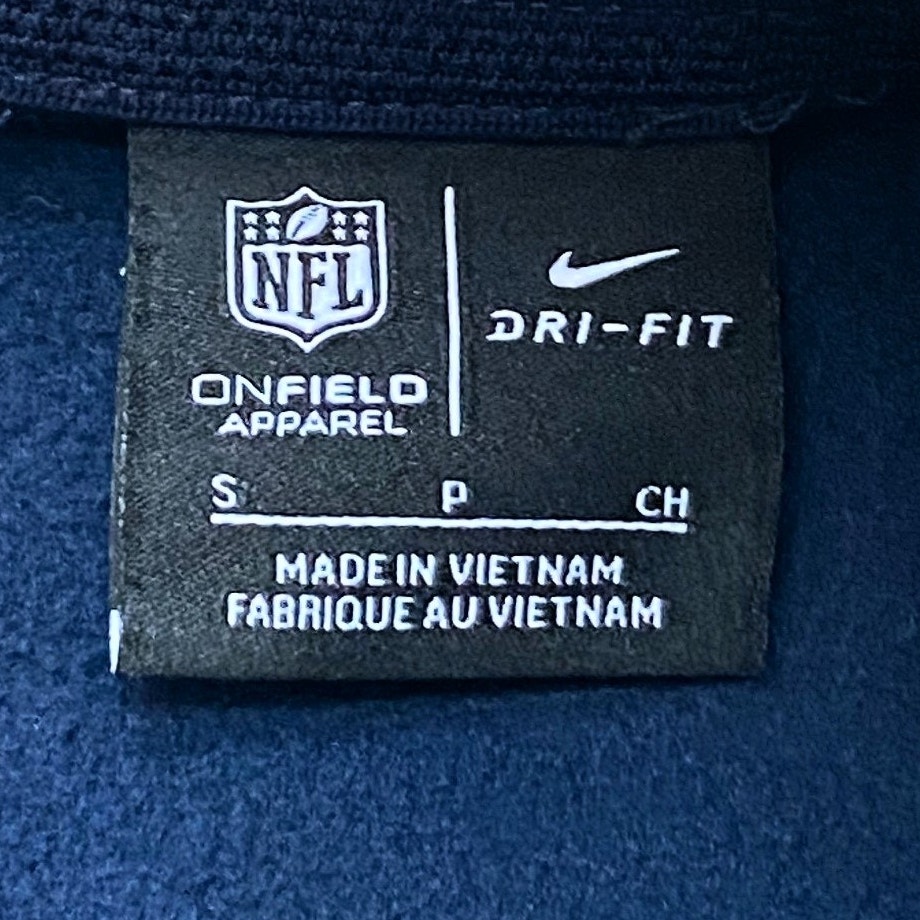 NFL
DRI-FIT
ONFIELD
APPAREL
S P CH
MADE IN VIETNAM
FABRIQUE AU VIETNAM